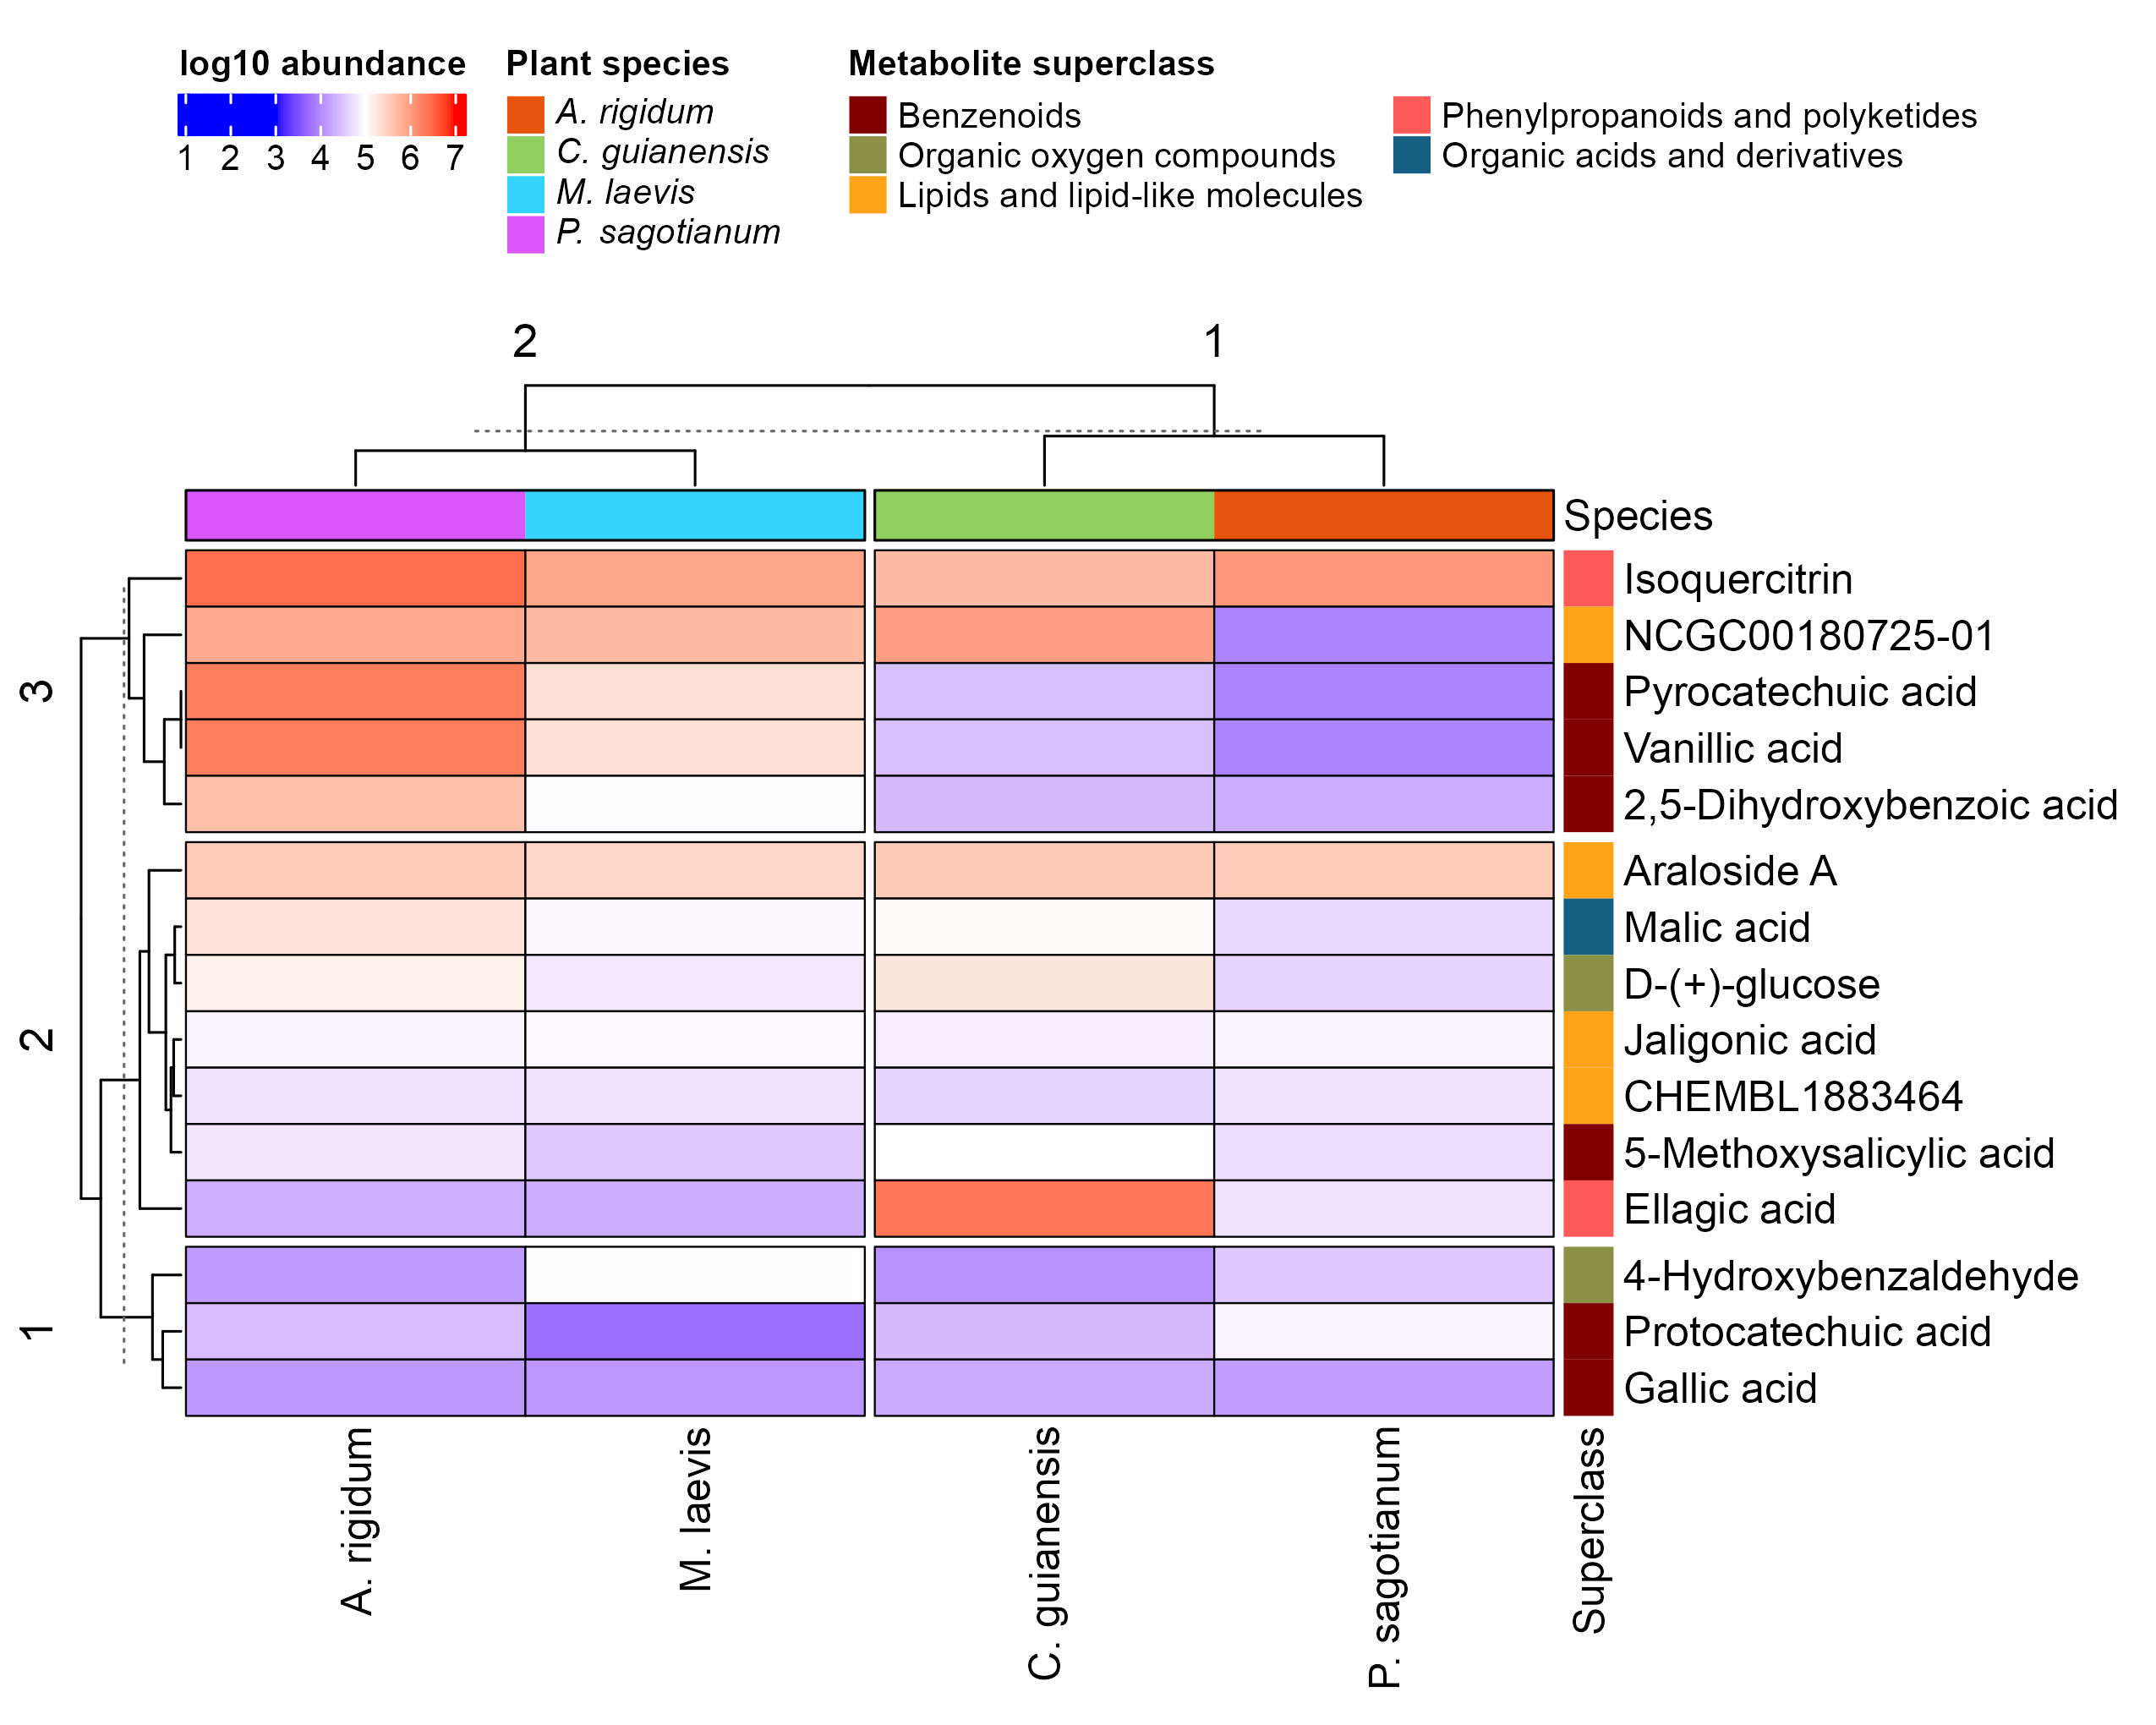 log10 abundance
1 2 3 4 5 6 7
Plant species
A. rigidum
C. guianensis
M. laevis
P. sagotianum
Metabolite superclass
Benzenoids
Organic oxygen compounds
Lipids and lipid-like molecules
Phenylpropanoids and polyketides
Organic acids and derivatives
2 1
Species
3
Isoquercitrin
NCGC00180725-01
Pyrocatechuic acid
Vanillic acid
2,5-Dihydroxybenzoic acid
2
Araloside A
Malic acid
D-(+)-glucose
Jaligonic acid
CHEMBL1883464
5-Methoxysalicylic acid
Ellagic acid
1
4-Hydroxybenzaldehyde
Protocatechuic acid
Gallic acid
A. rigidum
M. laevis
C. guianensis
P. sagotianum
Superclass